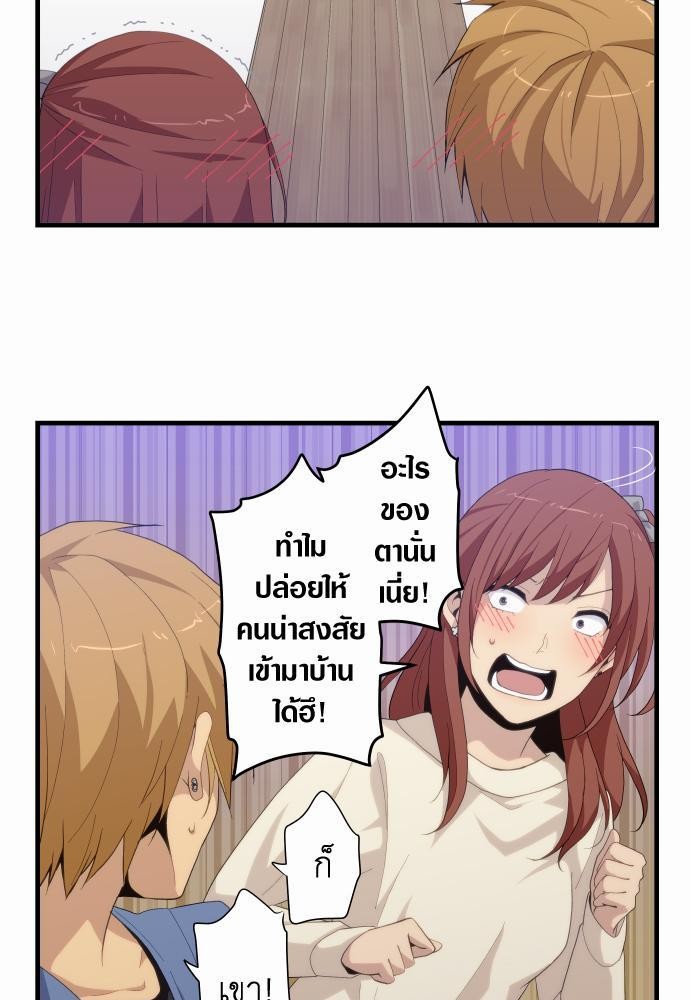 อะไร
ของ
ตานั่น
เนี่ย!
ทำไม
ปล่อยให้
คนน่าสงสัย
เข้ามาบ้าน
ได้ฮึ!
ก็
เขา!